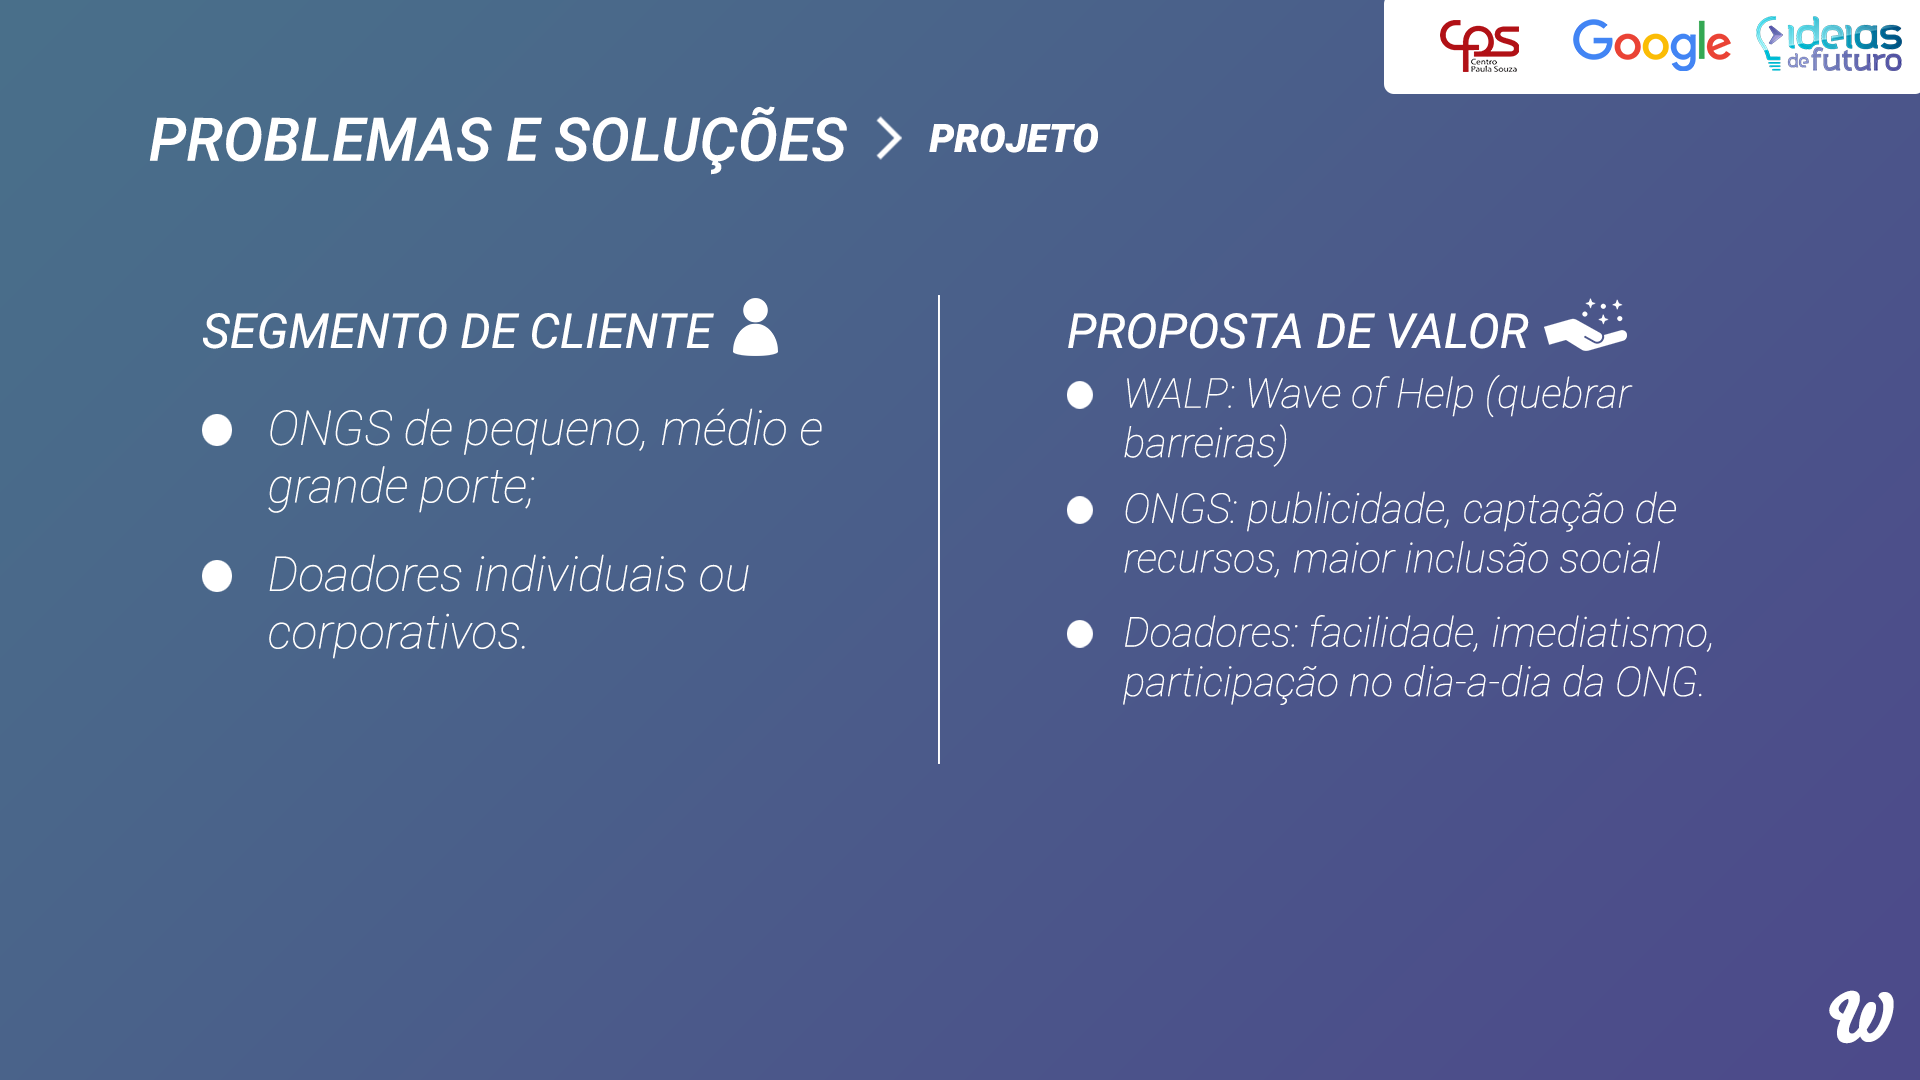 CPS
Centro
Paula Souza
Google
ideias
de futuro
PROBLEMAS E SOLUÇÕES > PROJETO
SEGMENTO DE CLIENTE
ONGS de pequeno, médio e
grande porte;
Doadores individuais ou
corporativos.
PROPOSTA DE VALOR
WALP: Wave of Help (quebrar
barreiras)
ONGS: publicidade, captação de
recursos, maior inclusão social
Doadores: facilidade, imediatismo,
participação no dia-a-dia da ONG.
W